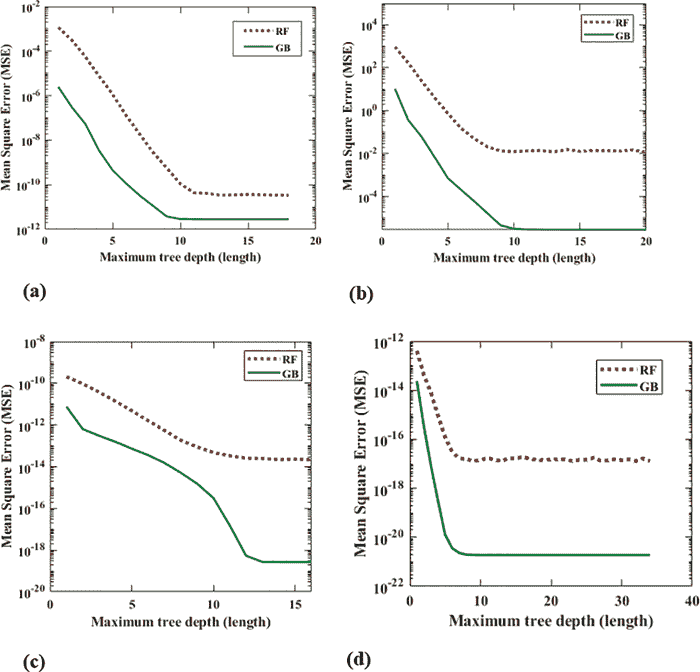 (a)
Mean Square Error (MSE)
10-2
10-4
10-6
10-8
10-10
10-12
0 5 10 15 20
Maximum tree depth (length)
RF
GB
(b)
Mean Square Error (MSE)
10^4
10^2
10^0
10-2
10-4
0 5 10 15 20
Maximum tree depth (length)
RF
GB
(c)
Mean Square Error (MSE)
10-8
10-10
10-12
10-14
10-16
10-18
10-20
0 5 10 15
Maximum tree depth (length)
RF
GB
(d)
Mean Square Error (MSE)
10-12
10-14
10-16
10-20
10-22
0 10 20 30 40
Maximum tree depth (length)
RF
GB